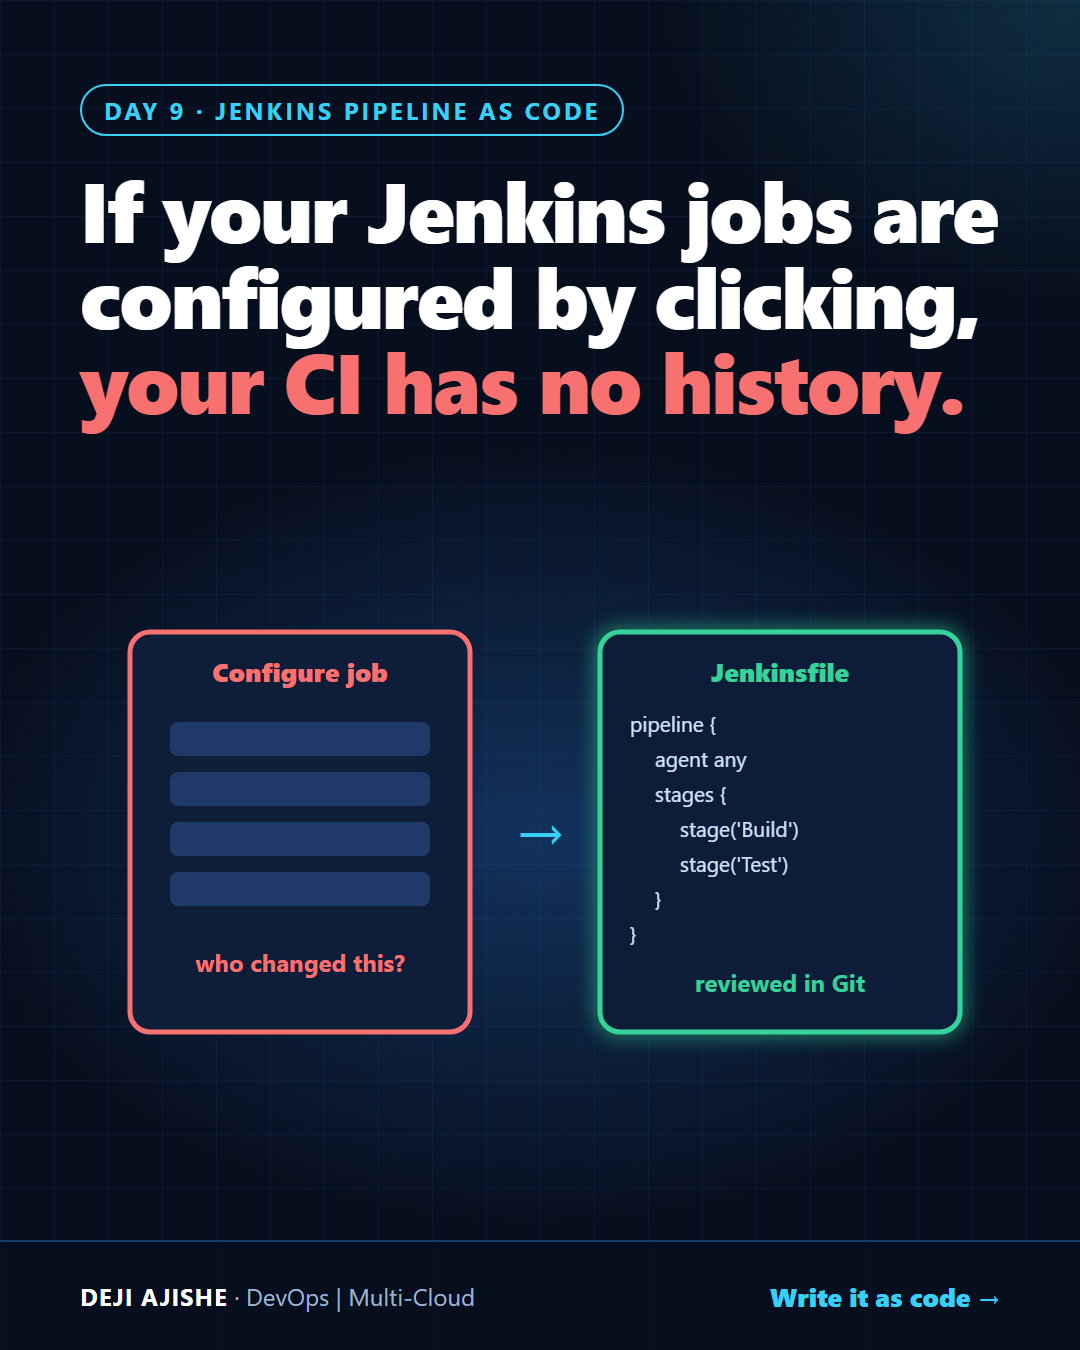 DAY 9 · JENKINS PIPELINE AS CODE
If your Jenkins jobs are
configured by clicking,
your CI has no history.
Configure job
who changed this?
→
Jenkinsfile
pipeline {
agent any
stages {
stage('Build')
stage('Test')
}
}
reviewed in Git
DEJI AJISHE · DevOps | Multi-Cloud
Write it as code →